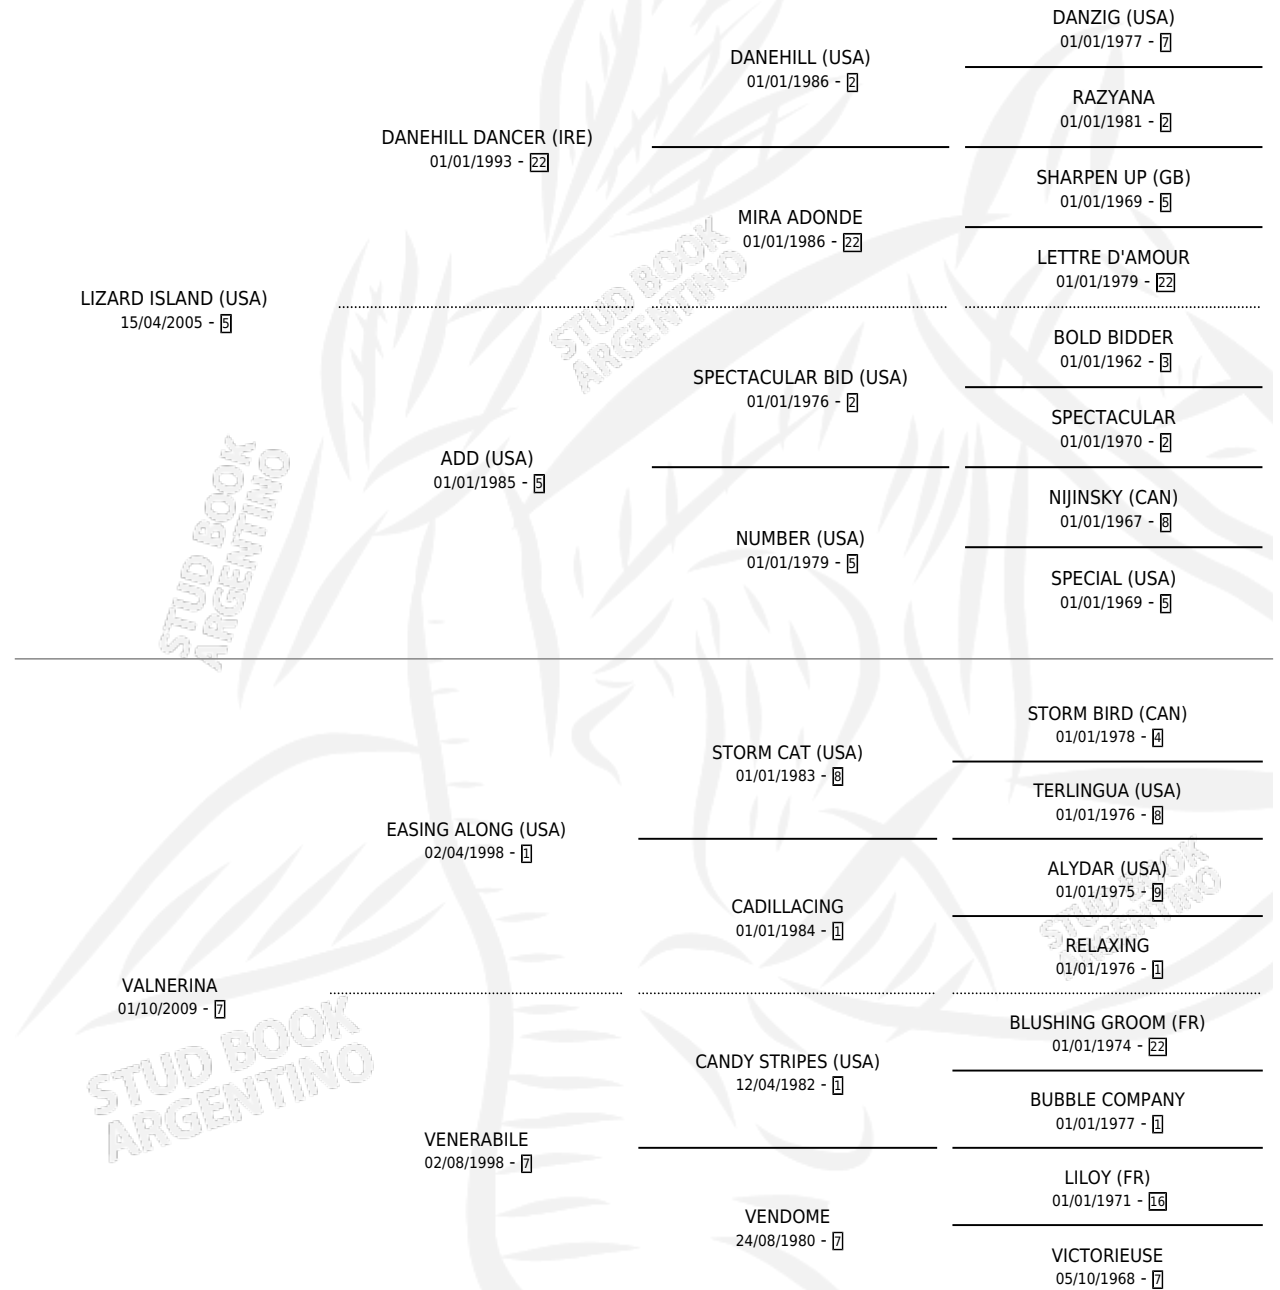 DANZIG (USA)
01/01/1977 - 7
DANEHILL (USA)
01/01/1986 - 2
RAZYANA
01/01/1981 - 2
DANEHILL DANCER (IRE)
01/01/1993 - 22
SHARPEN UP (GB)
01/01/1969 - 5
MIRA ADONDE
01/01/1986 - 22
LETTRE D'AMOUR
01/01/1979 - 22
LIZARD ISLAND (USA)
15/04/2005 - 5
BOLD BIDDER
01/01/1962 - 3
SPECTACULAR BID (USA)
01/01/1976 - 2
SPECTACULAR
01/01/1970 - 2
ADD (USA)
01/01/1985 - 5
NIJINSKY (CAN)
01/01/1967 - 8
NUMBER (USA)
01/01/1979 - 5
SPECIAL (USA)
01/01/1969 - 5
STORM BIRD (CAN)
01/01/1978 - 4
STORM CAT (USA)
01/01/1983 - 8
TERLINGUA (USA)
01/01/1976 - 8
EASING ALONG (USA)
02/04/1998 - 1
ALYDAR (USA)
01/01/1975 - 9
CADILLACING
01/01/1984 - 1
RELAXING
01/01/1976 - 1
VALNERINA
01/10/2009 - 7
BLUSHING GROOM (FR)
01/01/1974 - 22
CANDY STRIPES (USA)
12/04/1982 - 1
BUBBLE COMPANY
01/01/1977 - 1
VENERABILE
02/08/1998 - 7
LILOY (FR)
01/01/1971 - 16
VENDOME
24/08/1980 - 7
VICTORIEUSE
05/10/1968 - 7
STUD BOOK
ARGENTINO
STUD BOOK
ARGENTINO
STUD BOOK
ARGENTINO
STUD BOOK
ARGENTINO